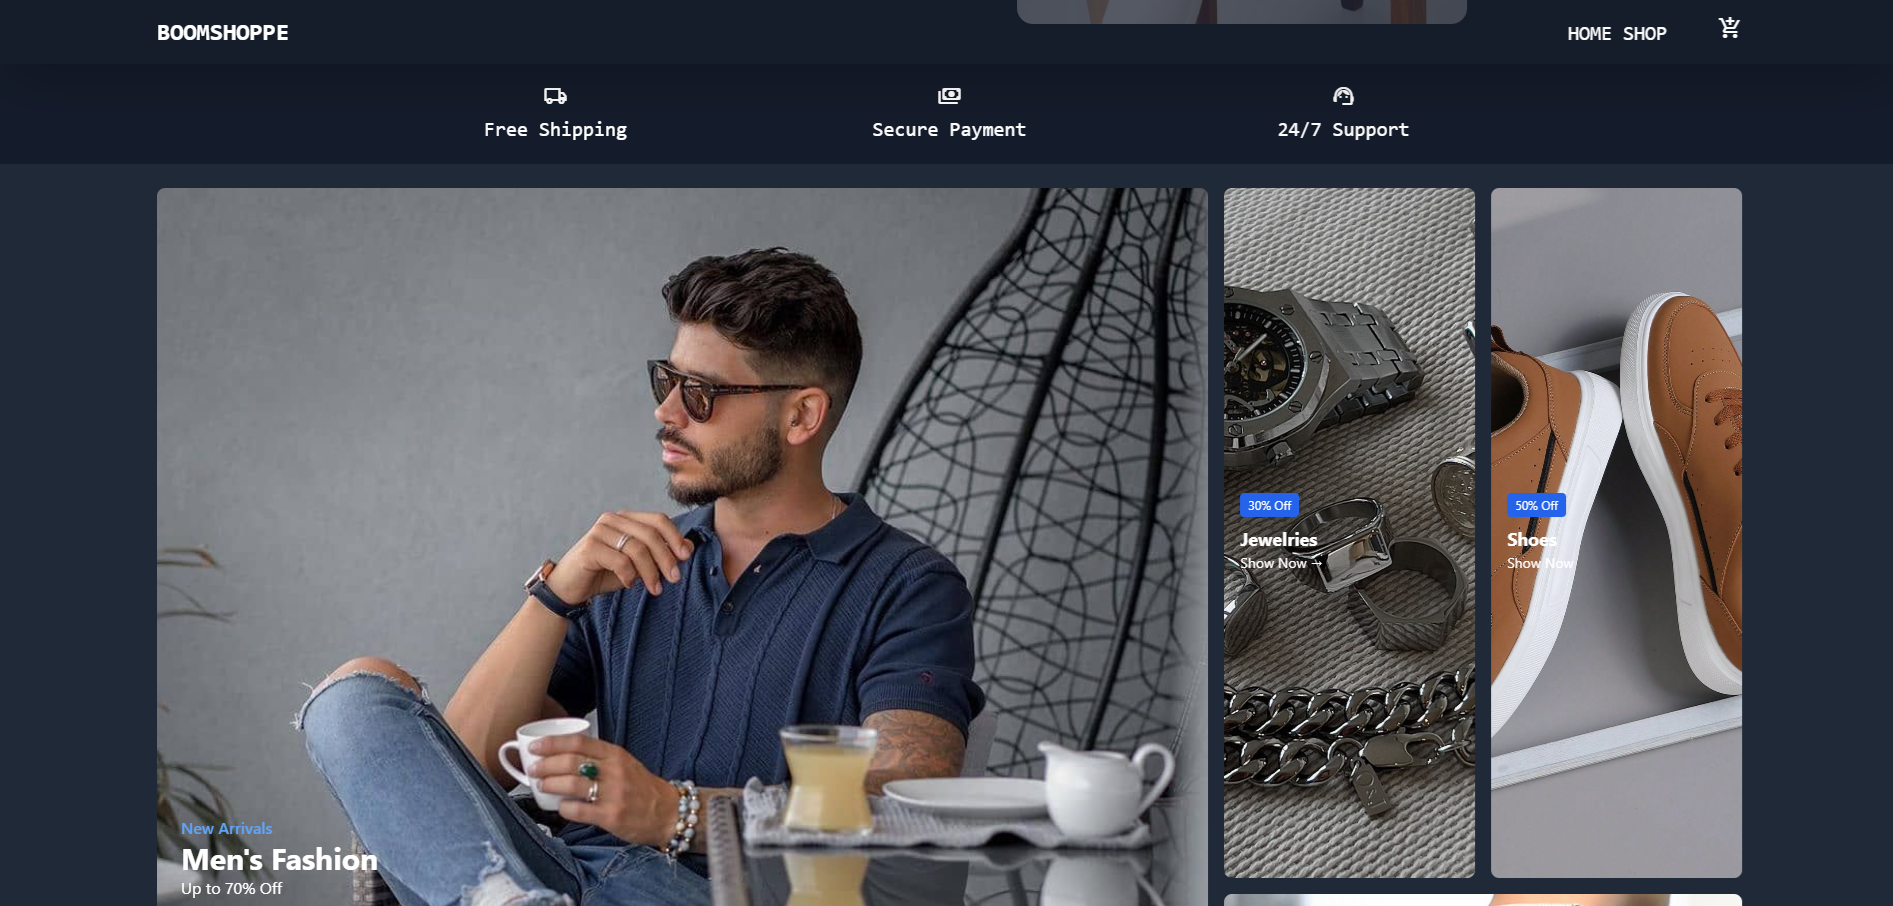 BOOMSHOPPE
HOME SHOP
Free Shipping
Secure Payment
24/7 Support
New Arrivals
Men's Fashion
Up to 70% Off
30% Off
Jewelries
Show Now →
50% Off
Shoes
Show Now